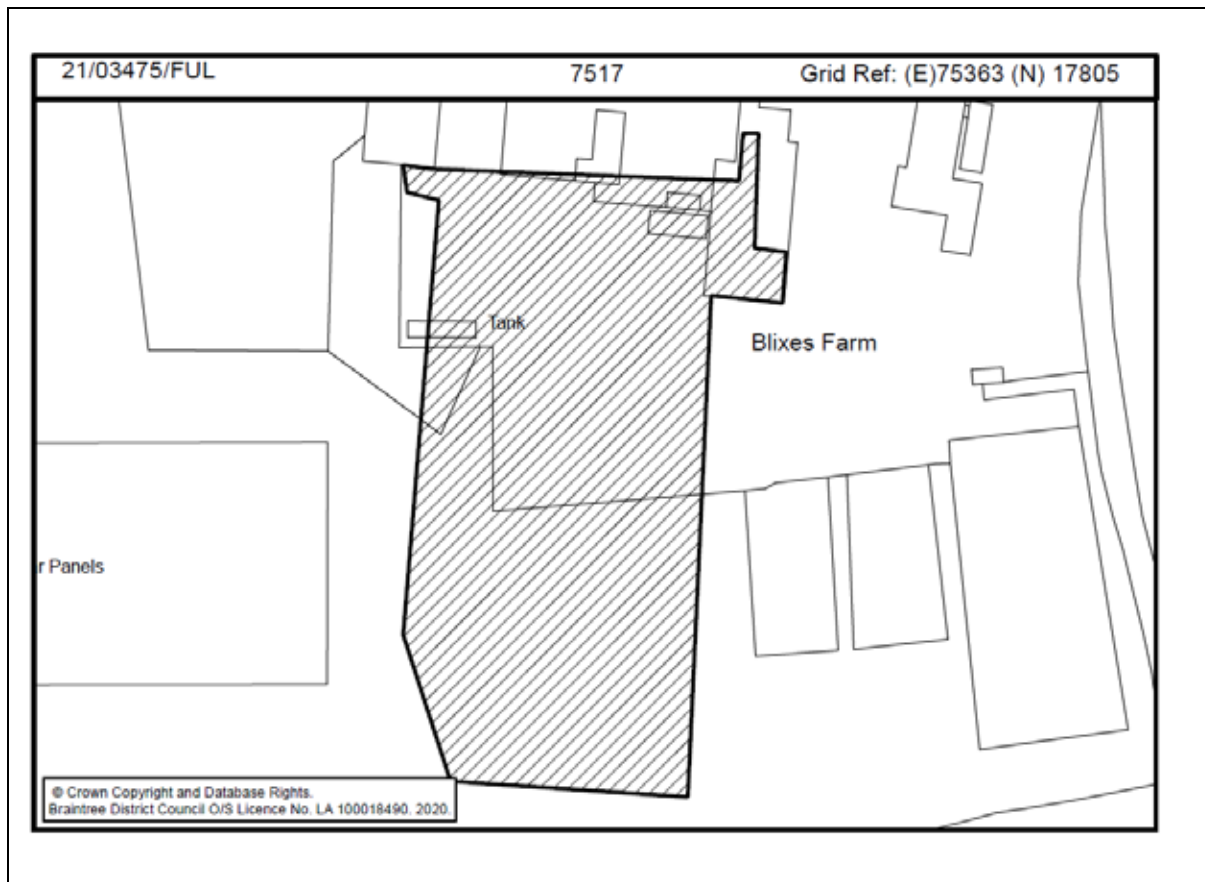 21/03475/FUL 7517 Grid Ref: (E)75363 (N) 17805
Tank
Blixes Farm
r Panels
© Crown Copyright and Database Rights.
Braintree District Council O/S Licence No. LA 100018490. 2020.